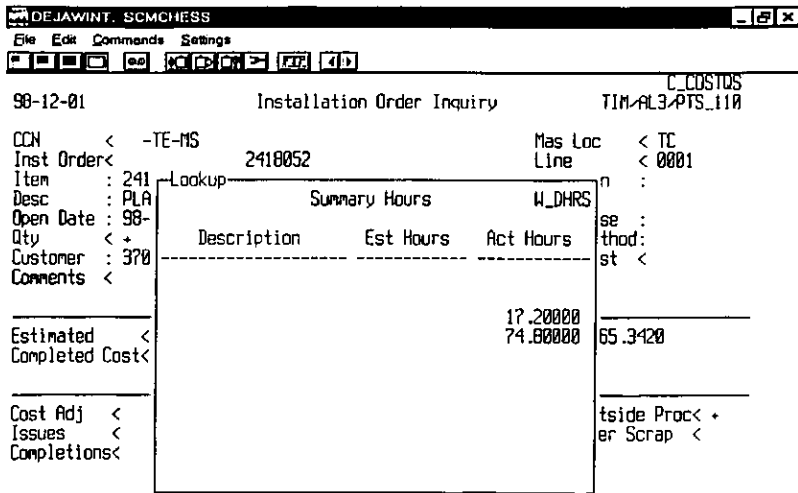 DEJAWINT. SCMCHESS
File Edit Commands Settings
C_COSTQS
98-12-01 Installation Order Inquiry TIM/AL3/PTS_110
CCN < -TE-MS Mas Loc < TC
Inst Order< 2418052 Line < 0001
Item : 241 Lookup n :
Desc : PLA Summary Hours W_DHRS
Open Date : 98- se :
Qty < + Description Est Hours Act Hours thod:
Customer : 370 st <
Comments <
17.20000
Estimated < 74.80000 65.3420
Completed Cost<
Cost Adj < tside Proc< +
Issues < er Scrap <
Completions<